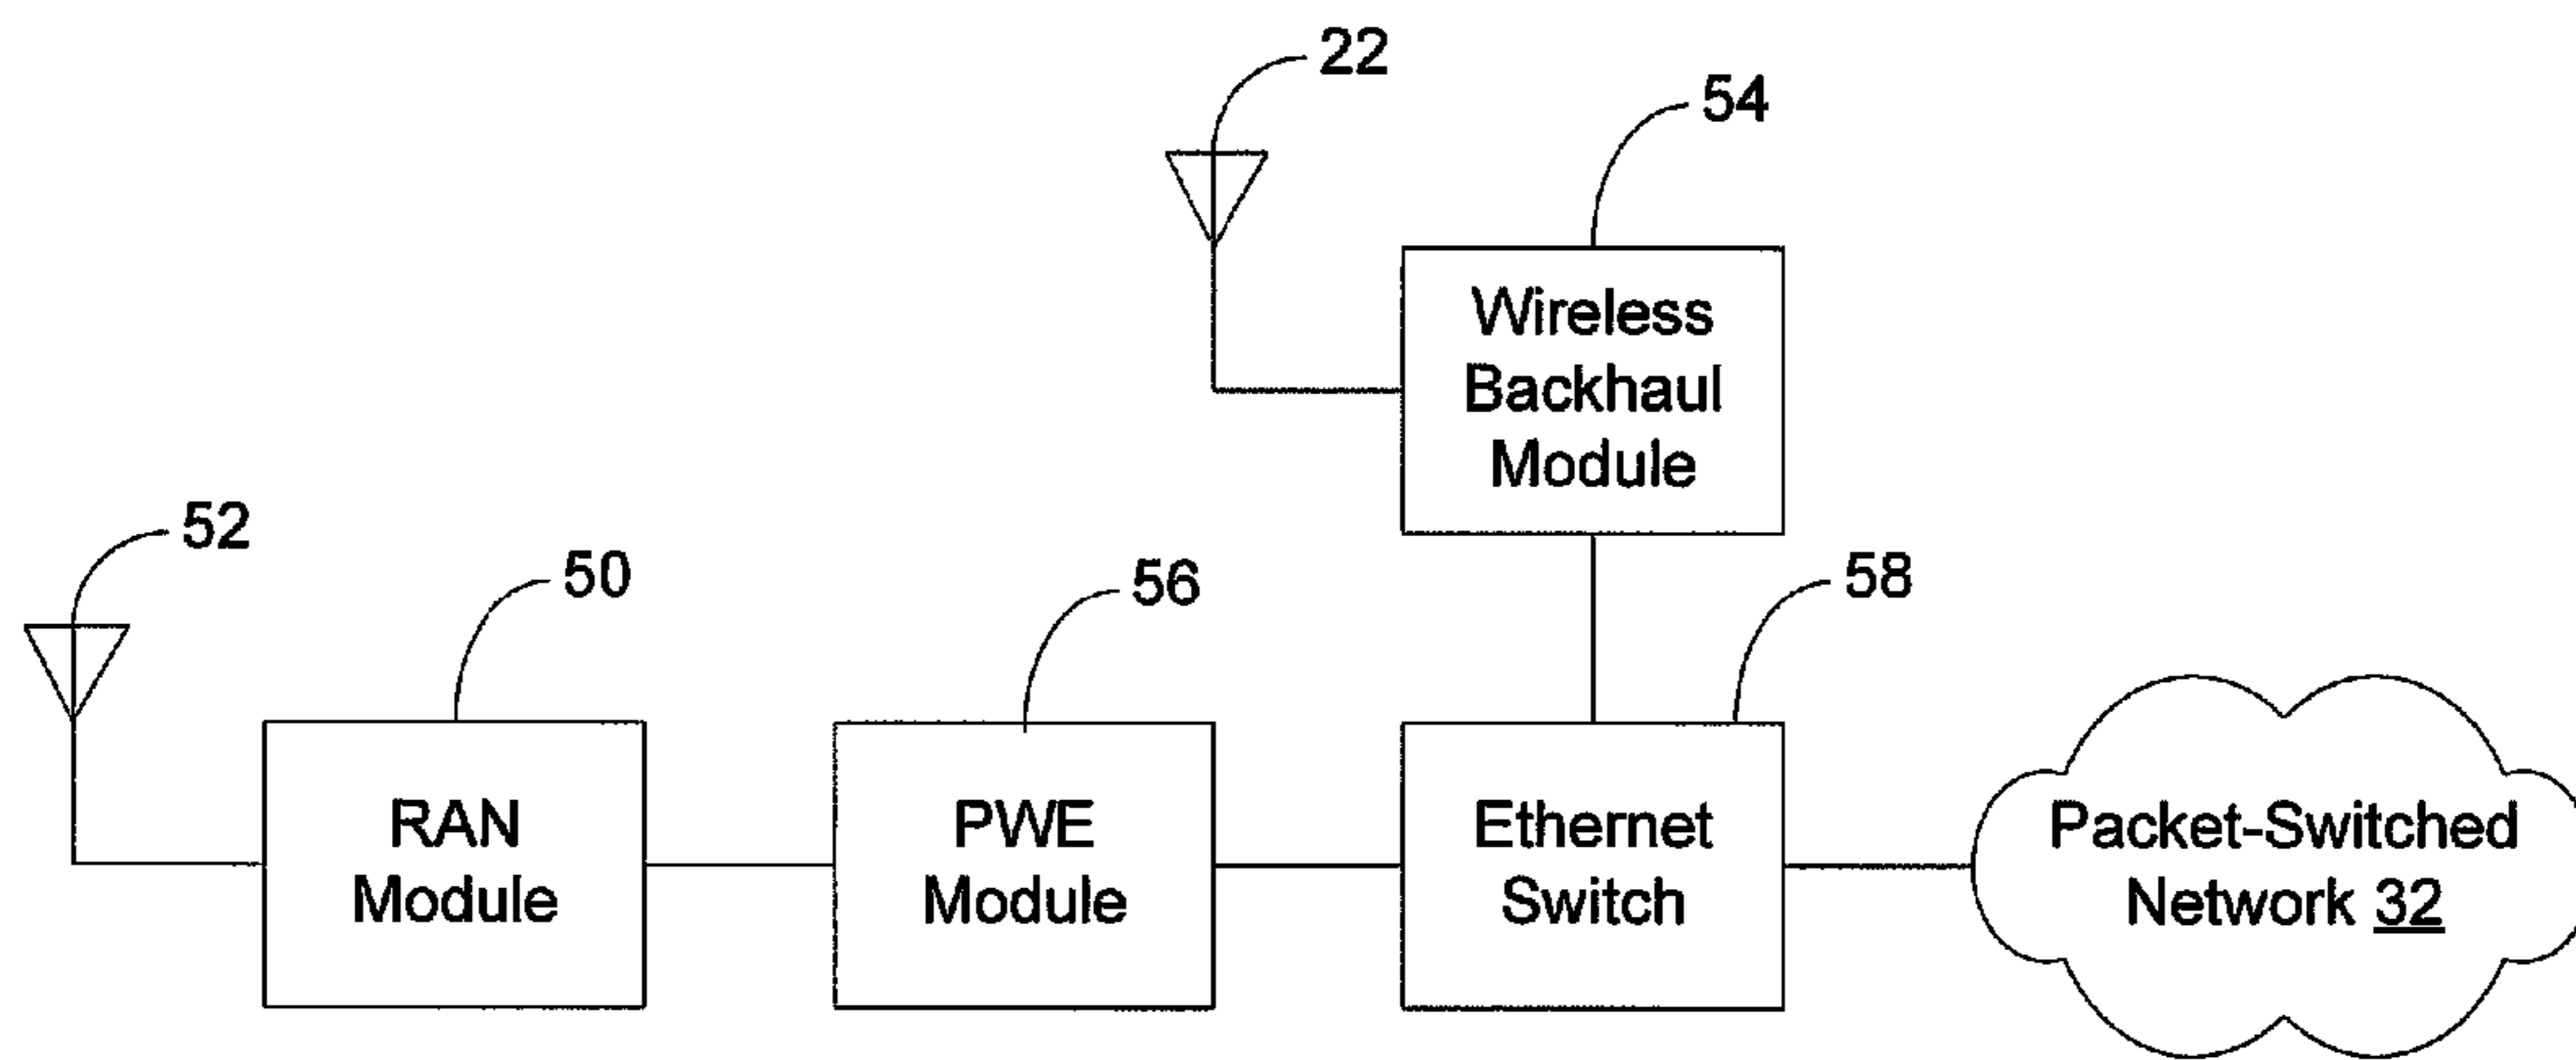 22
54
Wireless
Backhaul
Module
52
50
56
58
RAN
Module
PWE
Module
Ethernet
Switch
Packet-Switched
Network 32